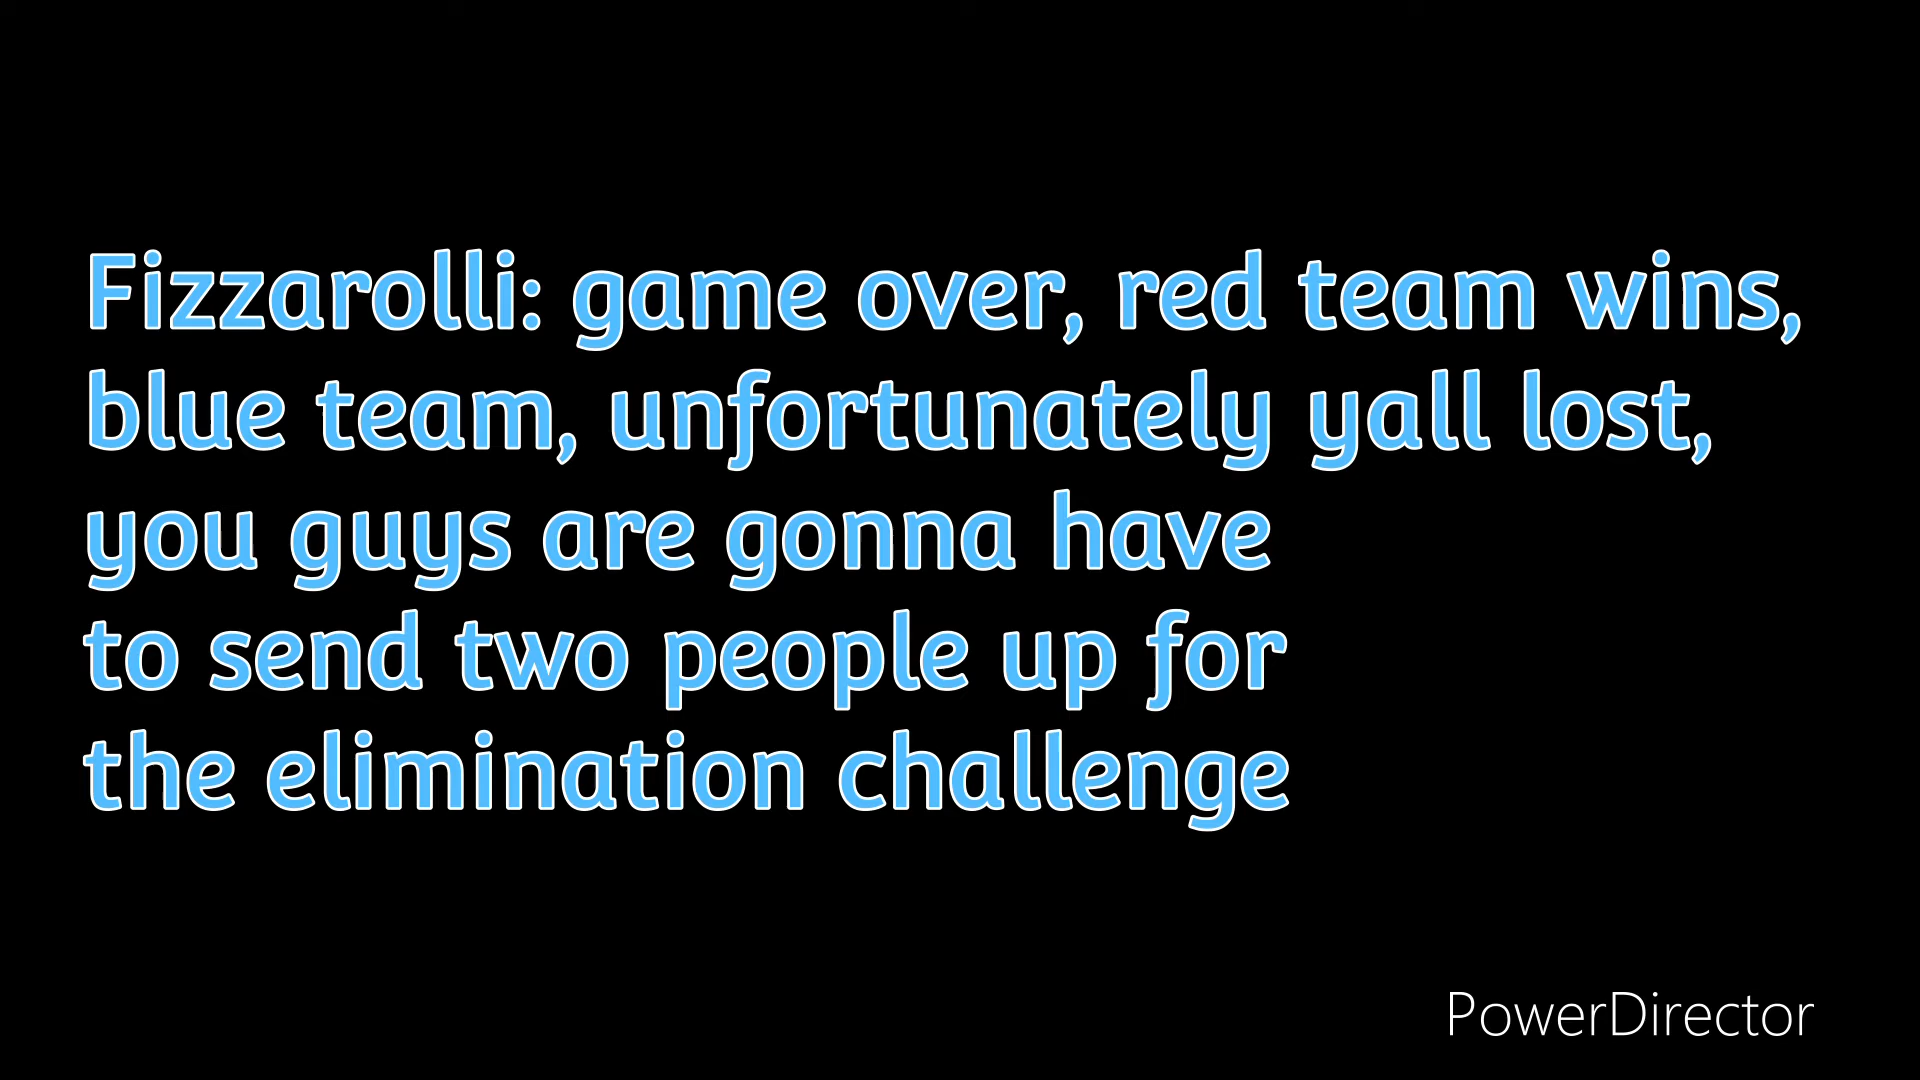 Fizzarolli: game over, red team wins,
blue team, unfortunately yall lost,
you guys are gonna have
to send two people up for
the elimination challenge
PowerDirector